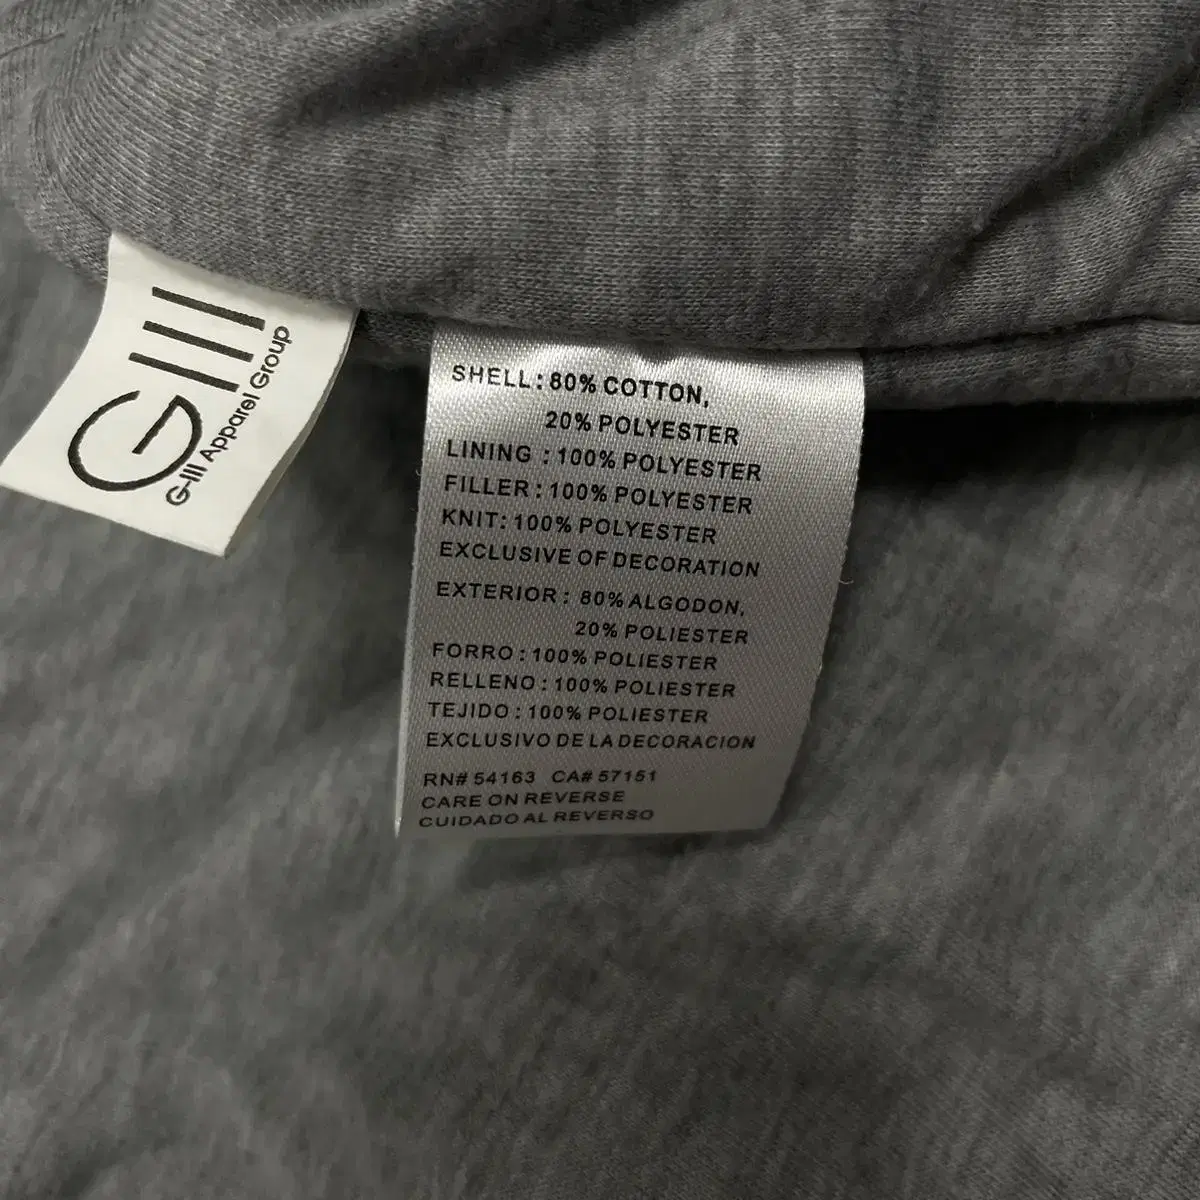 GIII
G-III Apparel Group
SHELL: 80% COTTON,
20% POLYESTER
LINING : 100% POLYESTER
FILLER: 100% POLYESTER
KNIT: 100% POLYESTER
EXCLUSIVE OF DECORATION
EXTERIOR: 80% ALGODON,
20% POLIESTER
FORRO: 100% POLIESTER
RELLENO: 100% POLIESTER
TEJIDO: 100% POLIESTER
EXCLUSIVO DE LA DECORACION
RN# 54163 CA# 57151
CARE ON REVERSE
CUIDADO AL REVERSO